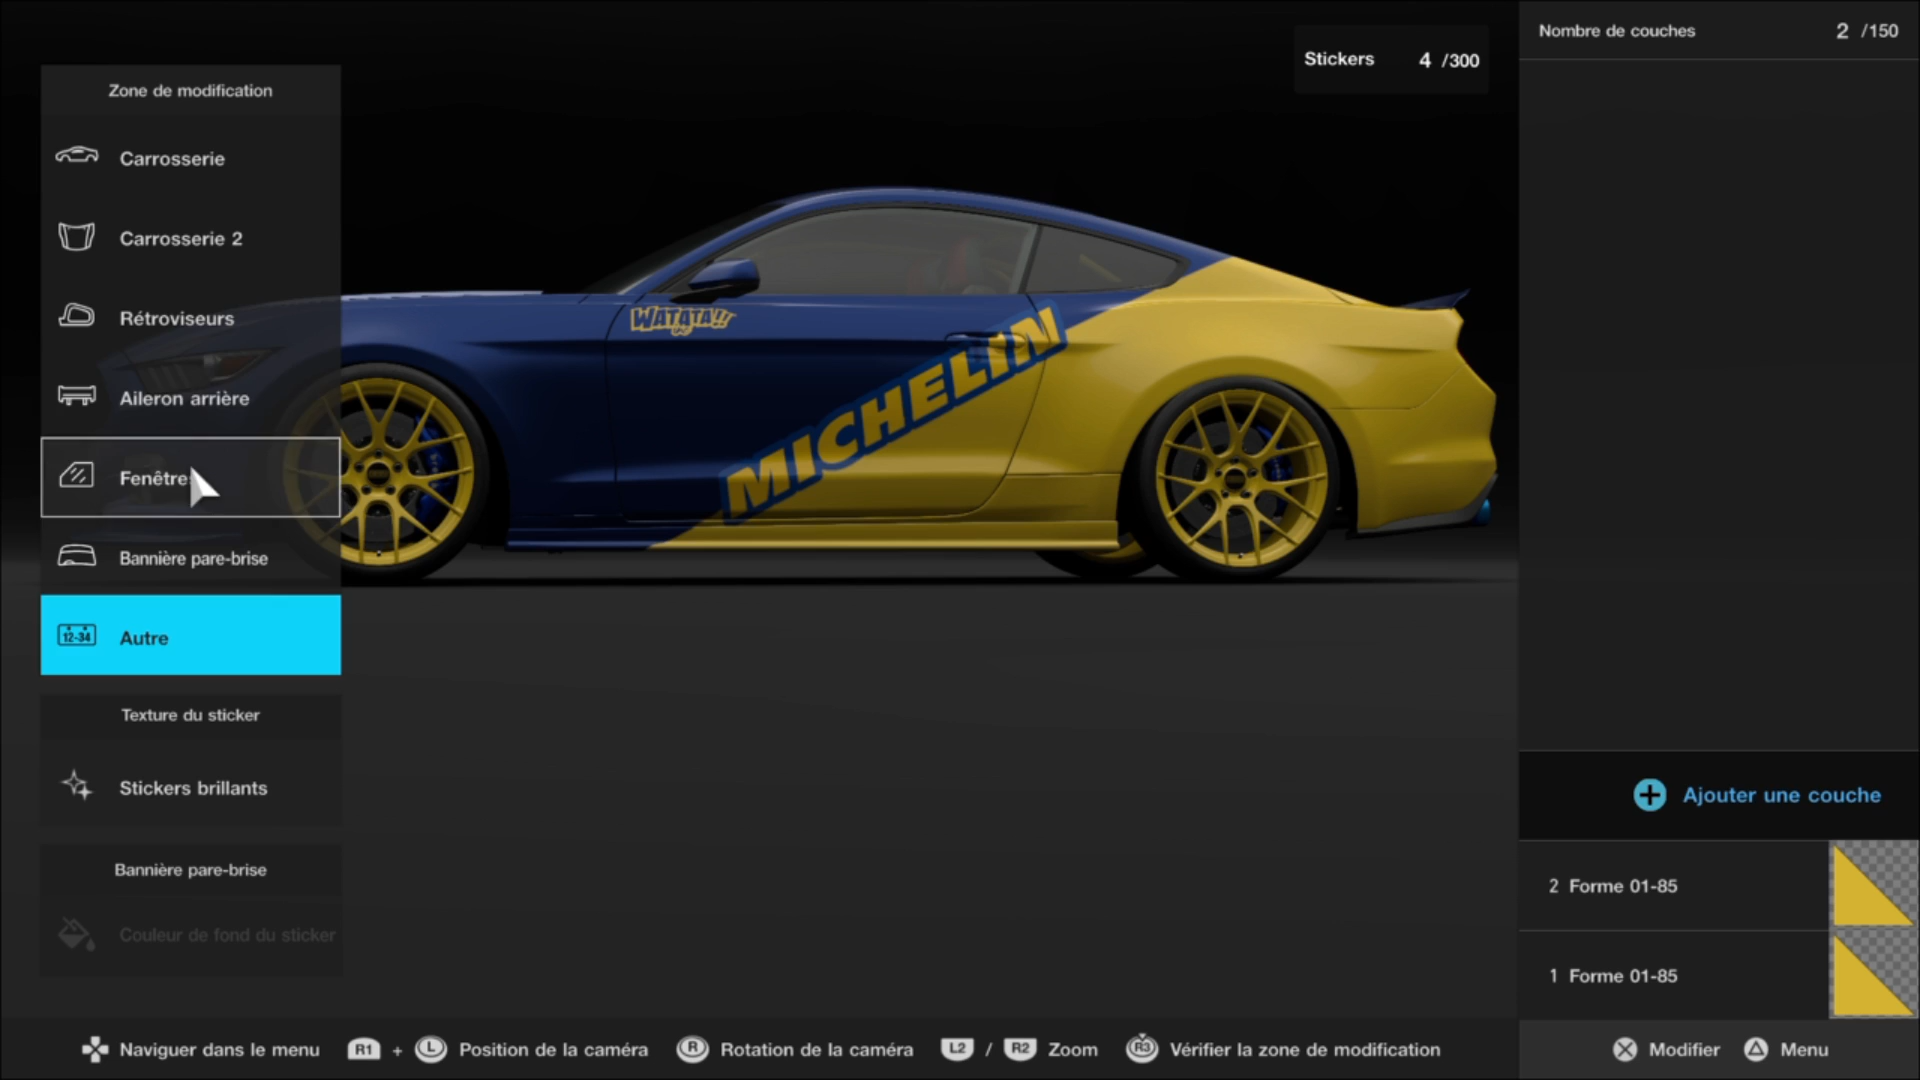 Nombre de couches 2 /150
Stickers 4 /300
Zone de modification
Carrosserie
Carrosserie 2
Rétroviseurs
Aileron arrière
Fenêtre
Bannière pare-brise
12-34 Autre
Texture du sticker
Stickers brillants
Bannière pare-brise
Couleur de fond du sticker
WATATA!!
MICHELIN
Ajouter une couche
2 Forme 01-85
1 Forme 01-85
Naviguer dans le menu R1 + L Position de la caméra R Rotation de la caméra L2 / R2 Zoom R3 Vérifier la zone de modification Modifier Menu